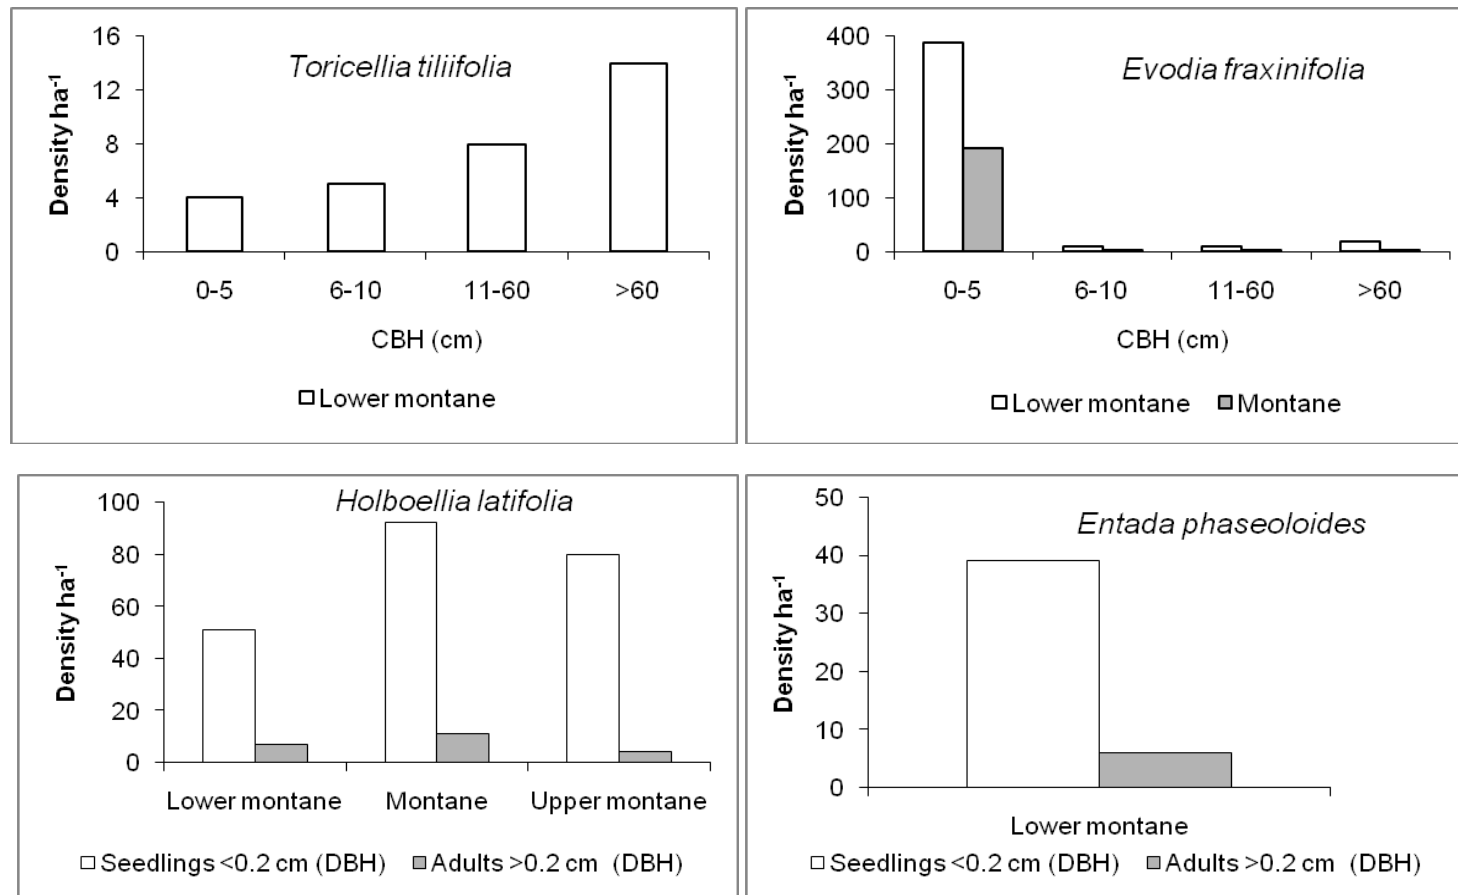 Toricellia tiliifolia
Density ha-1
16
12
8
4
0
0-5 6-10 11-60 >60
CBH (cm)
Lower montane
Evodia fraxinifolia
Density ha-1
400
300
200
100
0
0-5 6-10 11-60 >60
CBH (cm)
Lower montane Montane
Holboellia latifolia
Density ha-1
100
80
60
40
20
0
Lower montane Montane Upper montane
Seedlings <0.2 cm (DBH) Adults >0.2 cm (DBH)
Entada phaseoloides
Density ha-1
50
40
30
20
10
0
Lower montane
Seedlings <0.2 cm (DBH) Adults >0.2 cm (DBH)